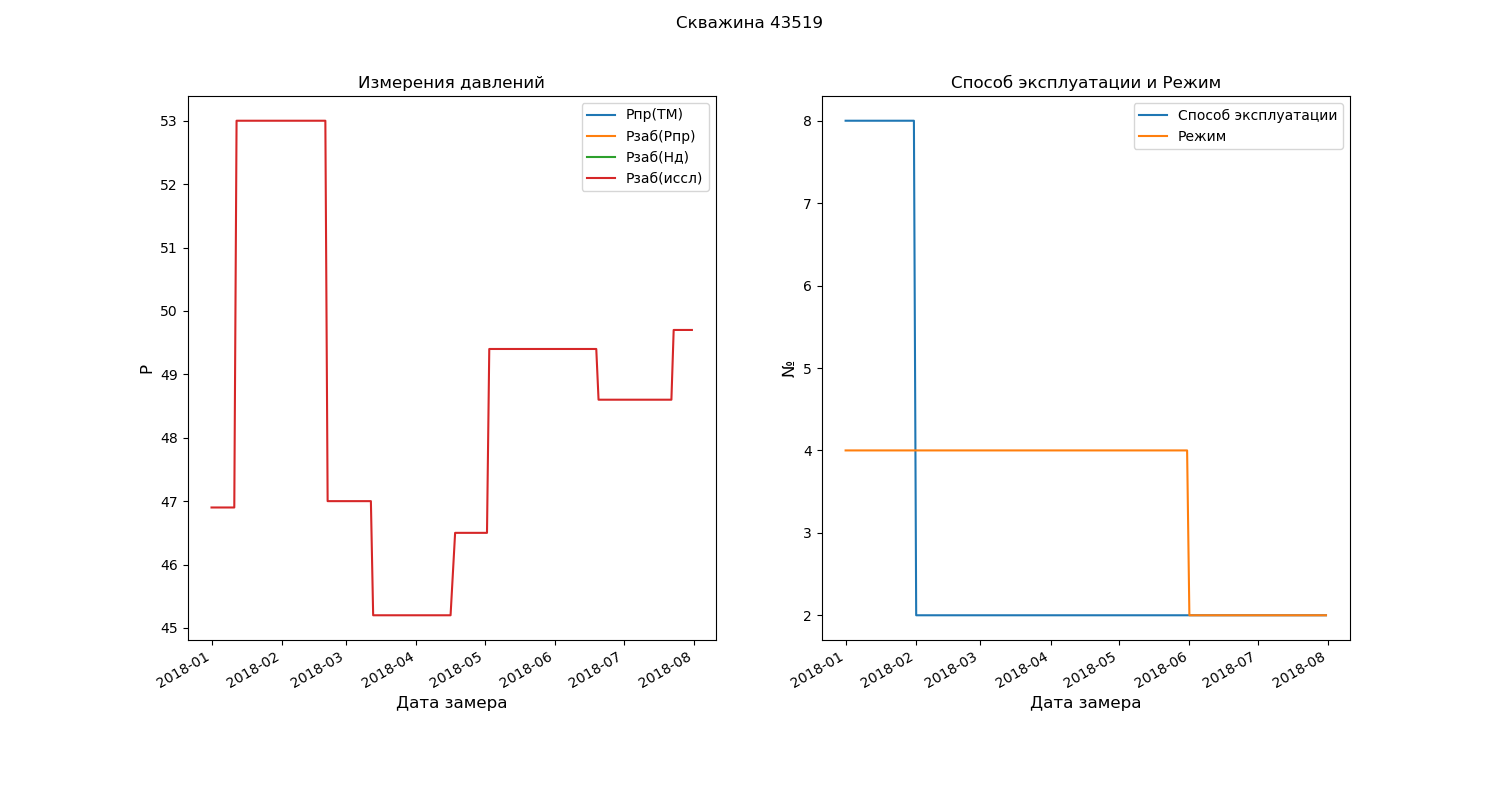 Скважина 43519
Измерения давлений
Рпр(ТМ)
Рзаб(Рпр)
Рзаб(Нд)
Рзаб(иссл)
53
52
51
50
49
48
47
46
45
Р
2018-01
2018-02
2018-03
2018-04
2018-05
2018-06
2018-07
2018-08
Дата замера
Способ эксплуатации и Режим
Способ эксплуатации
Режим
8
7
6
5
4
3
2
№
2018-01
2018-02
2018-03
2018-04
2018-05
2018-06
2018-07
2018-08
Дата замера